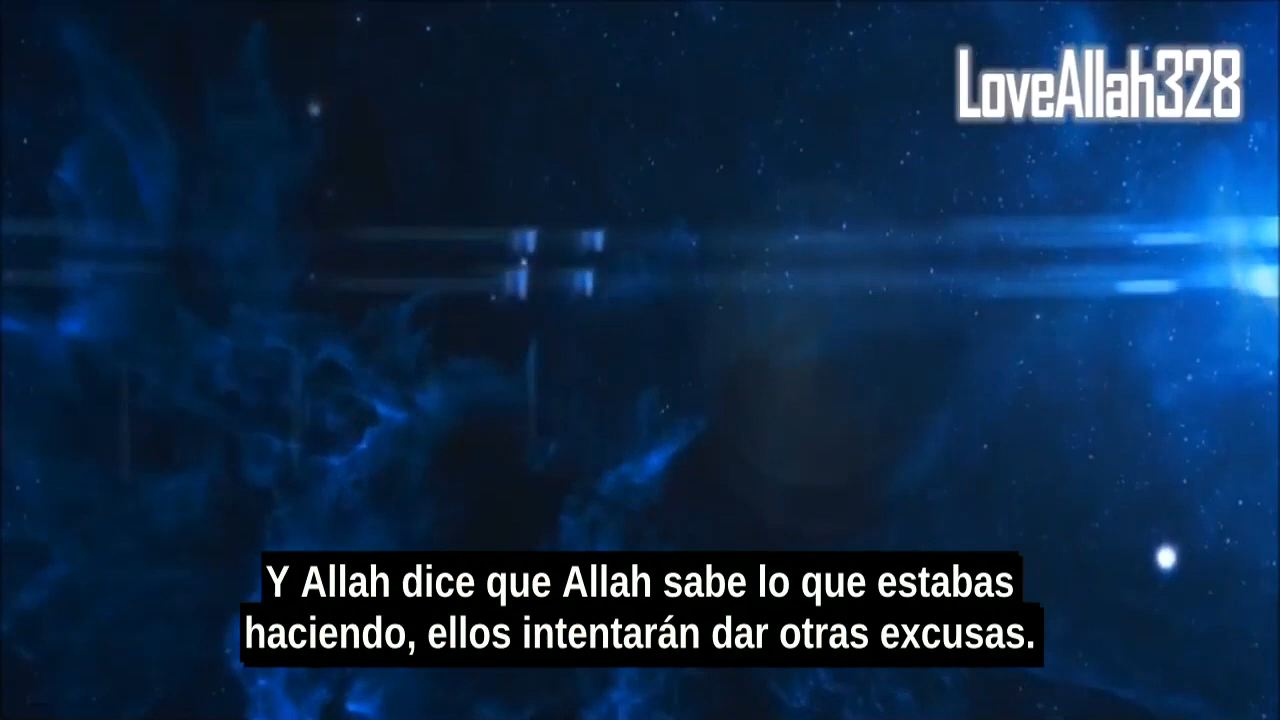 LoveAllah328
Y Allah dice que Allah sabe lo que estabas
haciendo, ellos intentarán dar otras excusas.